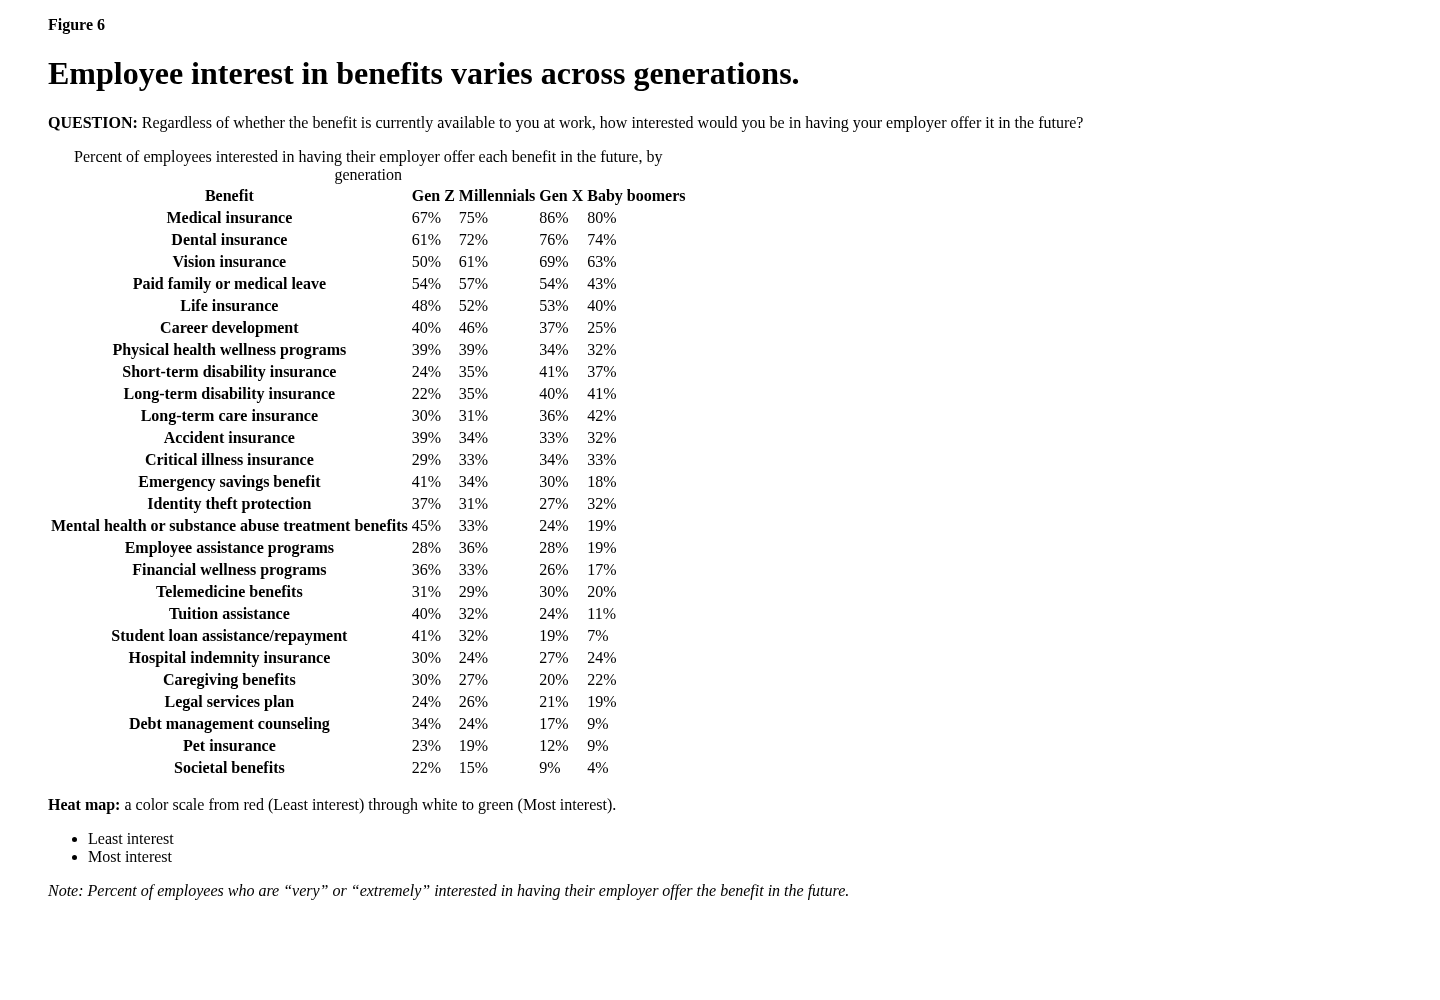 Figure 6
Employee interest in benefits varies across generations.
QUESTION: Regardless of whether the benefit is currently available to you at work, how interested would you be in having your employer offer it in the future?
Percent of employees interested in having their employer offer each benefit in the future, by
generation
Benefit Gen Z Millennials Gen X Baby boomers
Medical insurance 67% 75% 86% 80%
Dental insurance 61% 72% 76% 74%
Vision insurance 50% 61% 69% 63%
Paid family or medical leave 54% 57% 54% 43%
Life insurance 48% 52% 53% 40%
Career development 40% 46% 37% 25%
Physical health wellness programs 39% 39% 34% 32%
Short-term disability insurance 24% 35% 41% 37%
Long-term disability insurance 22% 35% 40% 41%
Long-term care insurance 30% 31% 36% 42%
Accident insurance 39% 34% 33% 32%
Critical illness insurance 29% 33% 34% 33%
Emergency savings benefit 41% 34% 30% 18%
Identity theft protection 37% 31% 27% 32%
Mental health or substance abuse treatment benefits 45% 33% 24% 19%
Employee assistance programs 28% 36% 28% 19%
Financial wellness programs 36% 33% 26% 17%
Telemedicine benefits 31% 29% 30% 20%
Tuition assistance 40% 32% 24% 11%
Student loan assistance/repayment 41% 32% 19% 7%
Hospital indemnity insurance 30% 24% 27% 24%
Caregiving benefits 30% 27% 20% 22%
Legal services plan 24% 26% 21% 19%
Debt management counseling 34% 24% 17% 9%
Pet insurance 23% 19% 12% 9%
Societal benefits 22% 15% 9% 4%
Heat map: a color scale from red (Least interest) through white to green (Most interest).
• Least interest
• Most interest
Note: Percent of employees who are “very” or “extremely” interested in having their employer offer the benefit in the future.